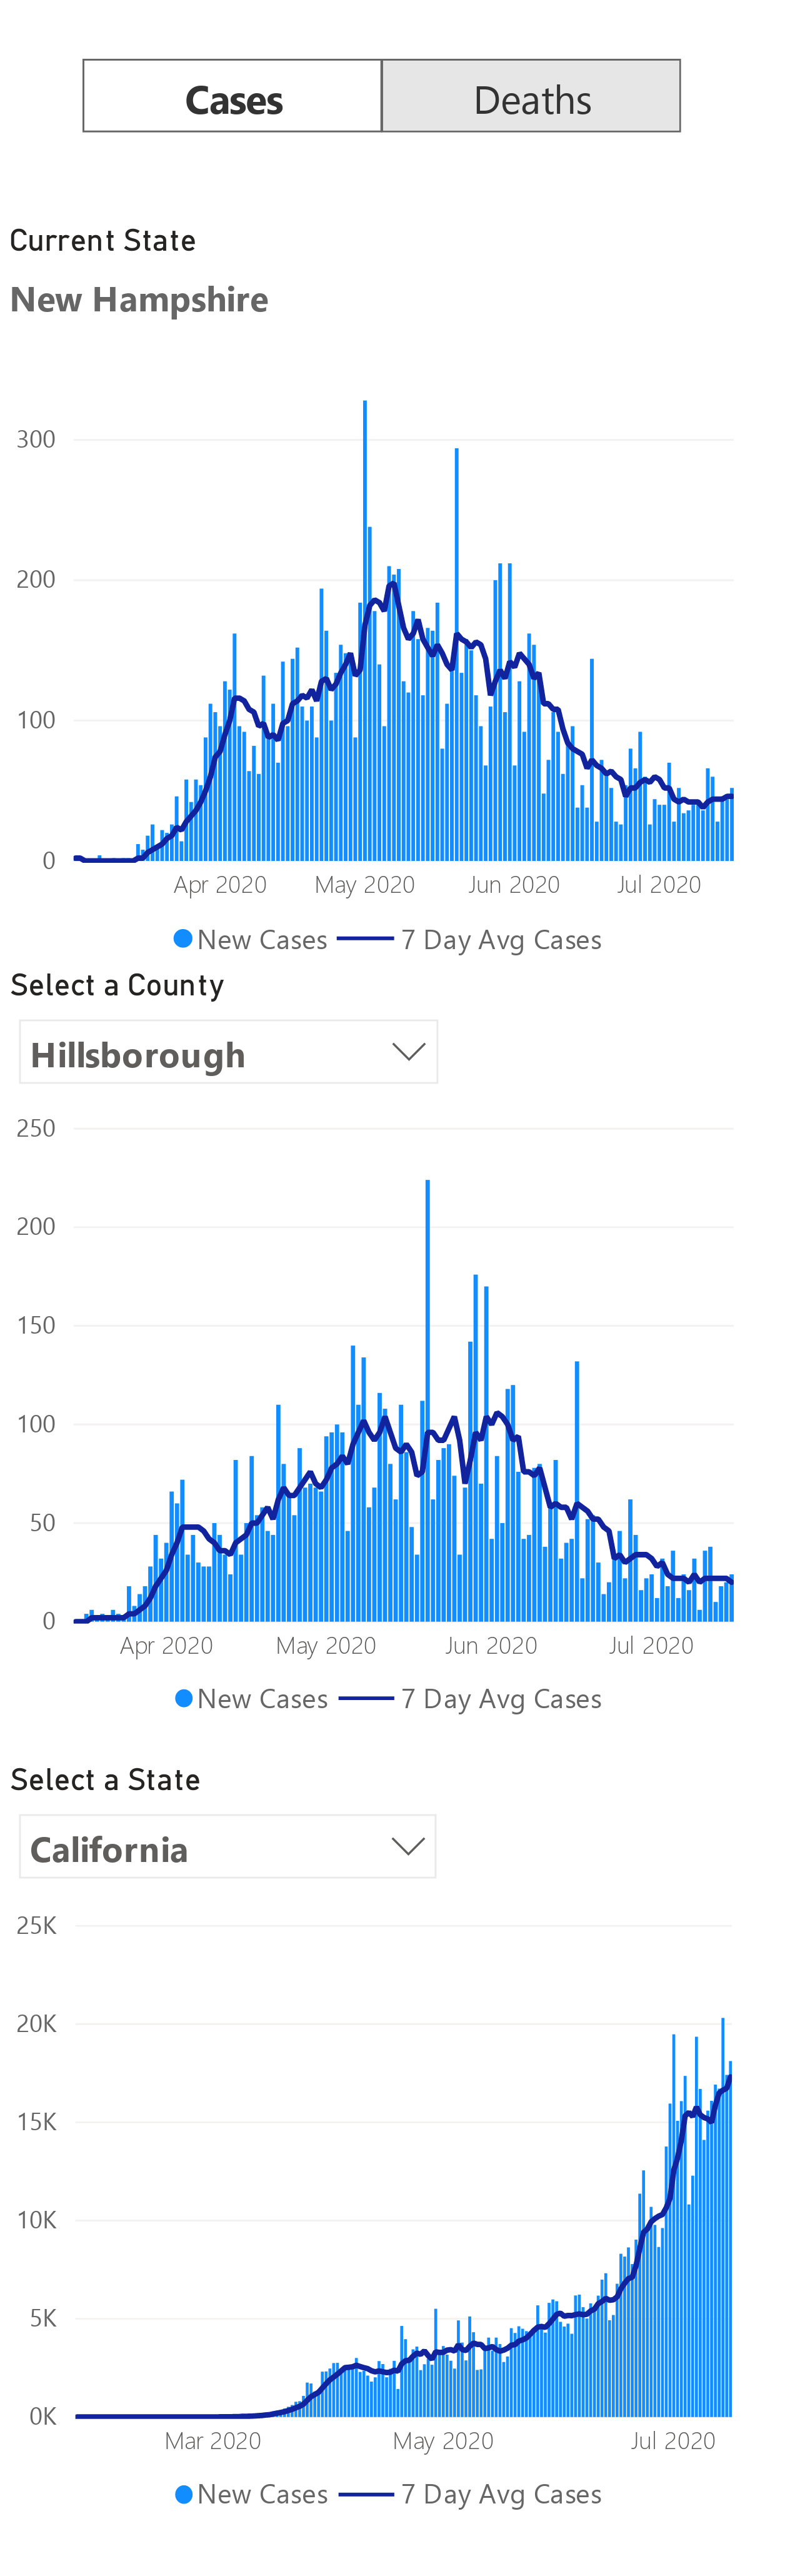 Cases Deaths
Current State
New Hampshire
300
200
100
0
Apr 2020 May 2020 Jun 2020 Jul 2020
New Cases 7 Day Avg Cases
Select a County
Hillsborough
250
200
150
100
50
0
Apr 2020 May 2020 Jun 2020 Jul 2020
New Cases 7 Day Avg Cases
Select a State
California
25K
20K
15K
10K
5K
0K
Mar 2020 May 2020 Jul 2020
New Cases 7 Day Avg Cases